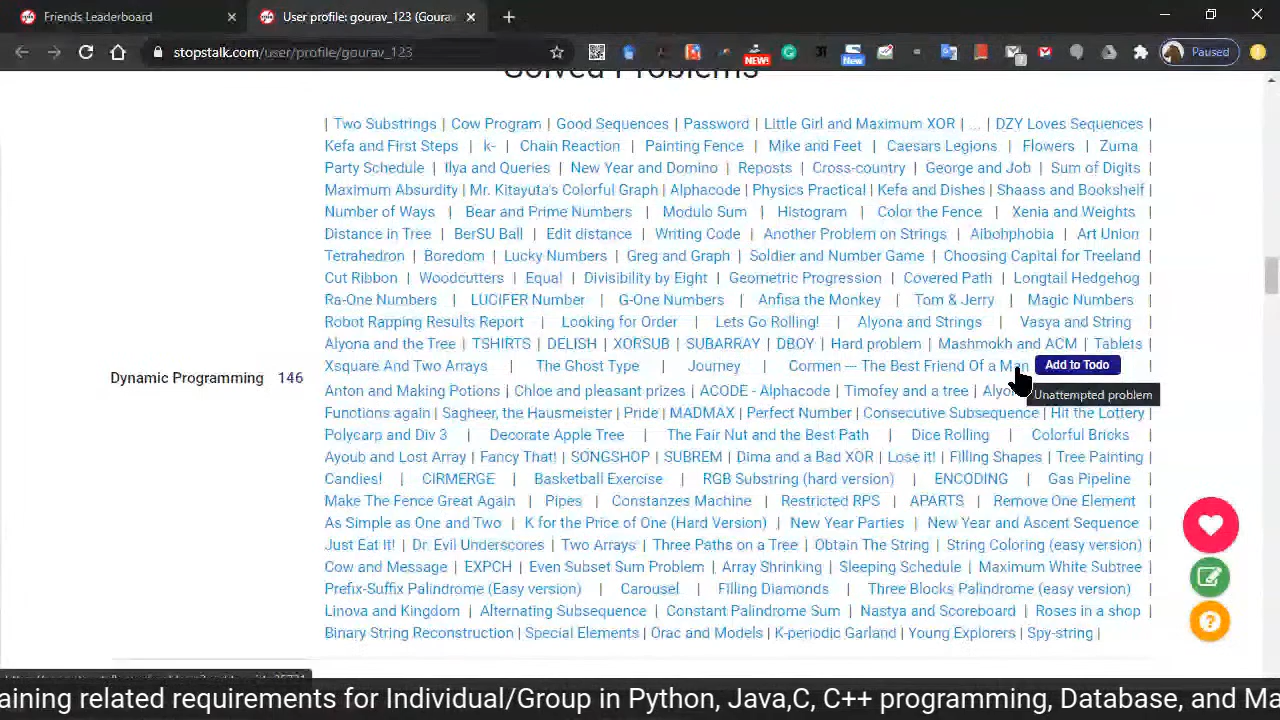 Friends Leaderboard
User profile: gourav_123 (Goura
stopstalk.com/user/profile/gourav_123
NEW!
New
Paused
Solved Problems
| Two Substrings | Cow Program | Good Sequences | Password | Little Girl and Maximum XOR | ... | DZY Loves Sequences |
Kefa and First Steps | k- | Chain Reaction | Painting Fence | Mike and Feet | Caesars Legions | Flowers | Zuma |
Party Schedule | Ilya and Queries | New Year and Domino | Reposts | Cross-country | George and Job | Sum of Digits |
Maximum Absurdity | Mr. Kitayuta's Colorful Graph | Alphacode | Physics Practical | Kefa and Dishes | Shaass and Bookshelf |
Number of Ways | Bear and Prime Numbers | Modulo Sum | Histogram | Color the Fence | Xenia and Weights |
Distance in Tree | BerSU Ball | Edit distance | Writing Code | Another Problem on Strings | Aibohphobia | Art Union |
Tetrahedron | Boredom | Lucky Numbers | Greg and Graph | Soldier and Number Game | Choosing Capital for Treeland |
Cut Ribbon | Woodcutters | Equal | Divisibility by Eight | Geometric Progression | Covered Path | Longtail Hedgehog |
Ra-One Numbers | LUCIFER Number | G-One Numbers | Anfisa the Monkey | Tom & Jerry | Magic Numbers |
Robot Rapping Results Report | Looking for Order | Lets Go Rolling! | Alyona and Strings | Vasya and String |
Alyona and the Tree | TSHIRTS | DELISH | XORSUB | SUBARRAY | DBOY | Hard problem | Mashmokh and ACM | Tablets |
Xsquare And Two Arrays | The Ghost Type | Journey | Cormen — The Best Friend Of a Man Add to Todo |
Dynamic Programming 146
Unattempted problem
Anton and Making Potions | Chloe and pleasant prizes | ACODE - Alphacode | Timofey and a tree | Alyo
Functions again | Sagheer, the Hausmeister | Pride | MADMAX | Perfect Number | Consecutive Subsequence | Hit the Lottery |
Polycarp and Div 3 | Decorate Apple Tree | The Fair Nut and the Best Path | Dice Rolling | Colorful Bricks |
Ayoub and Lost Array | Fancy That! | SONGSHOP | SUBREM | Dima and a Bad XOR | Lose it! | Filling Shapes | Tree Painting |
Candies! | CIRMERGE | Basketball Exercise | RGB Substring (hard version) | ENCODING | Gas Pipeline |
Make The Fence Great Again | Pipes | Constanzes Machine | Restricted RPS | APARTS | Remove One Element |
As Simple as One and Two | K for the Price of One (Hard Version) | New Year Parties | New Year and Ascent Sequence |
Just Eat It! | Dr. Evil Underscores | Two Arrays | Three Paths on a Tree | Obtain The String | String Coloring (easy version) |
Cow and Message | EXPCH | Even Subset Sum Problem | Array Shrinking | Sleeping Schedule | Maximum White Subtree |
Prefix-Suffix Palindrome (Easy version) | Carousel | Filling Diamonds | Three Blocks Palindrome (easy version) |
Linova and Kingdom | Alternating Subsequence | Constant Palindrome Sum | Nastya and Scoreboard | Roses in a shop |
Binary String Reconstruction | Special Elements | Orac and Models | K-periodic Garland | Young Explorers | Spy-string |
aining related requirements for Individual/Group in Python, Java,C, C++ programming, Database, and Ma